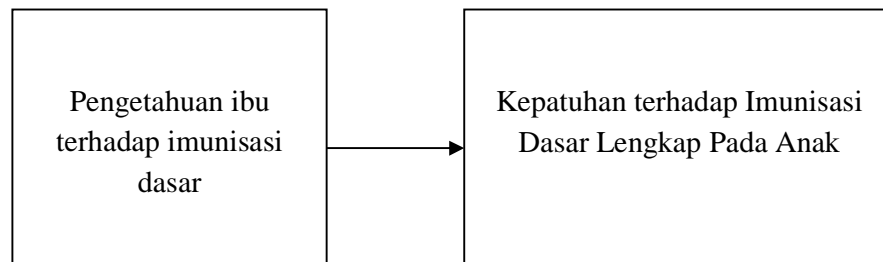 Pengetahuan ibu
terhadap imunisasi
dasar
Kepatuhan terhadap Imunisasi
Dasar Lengkap Pada Anak